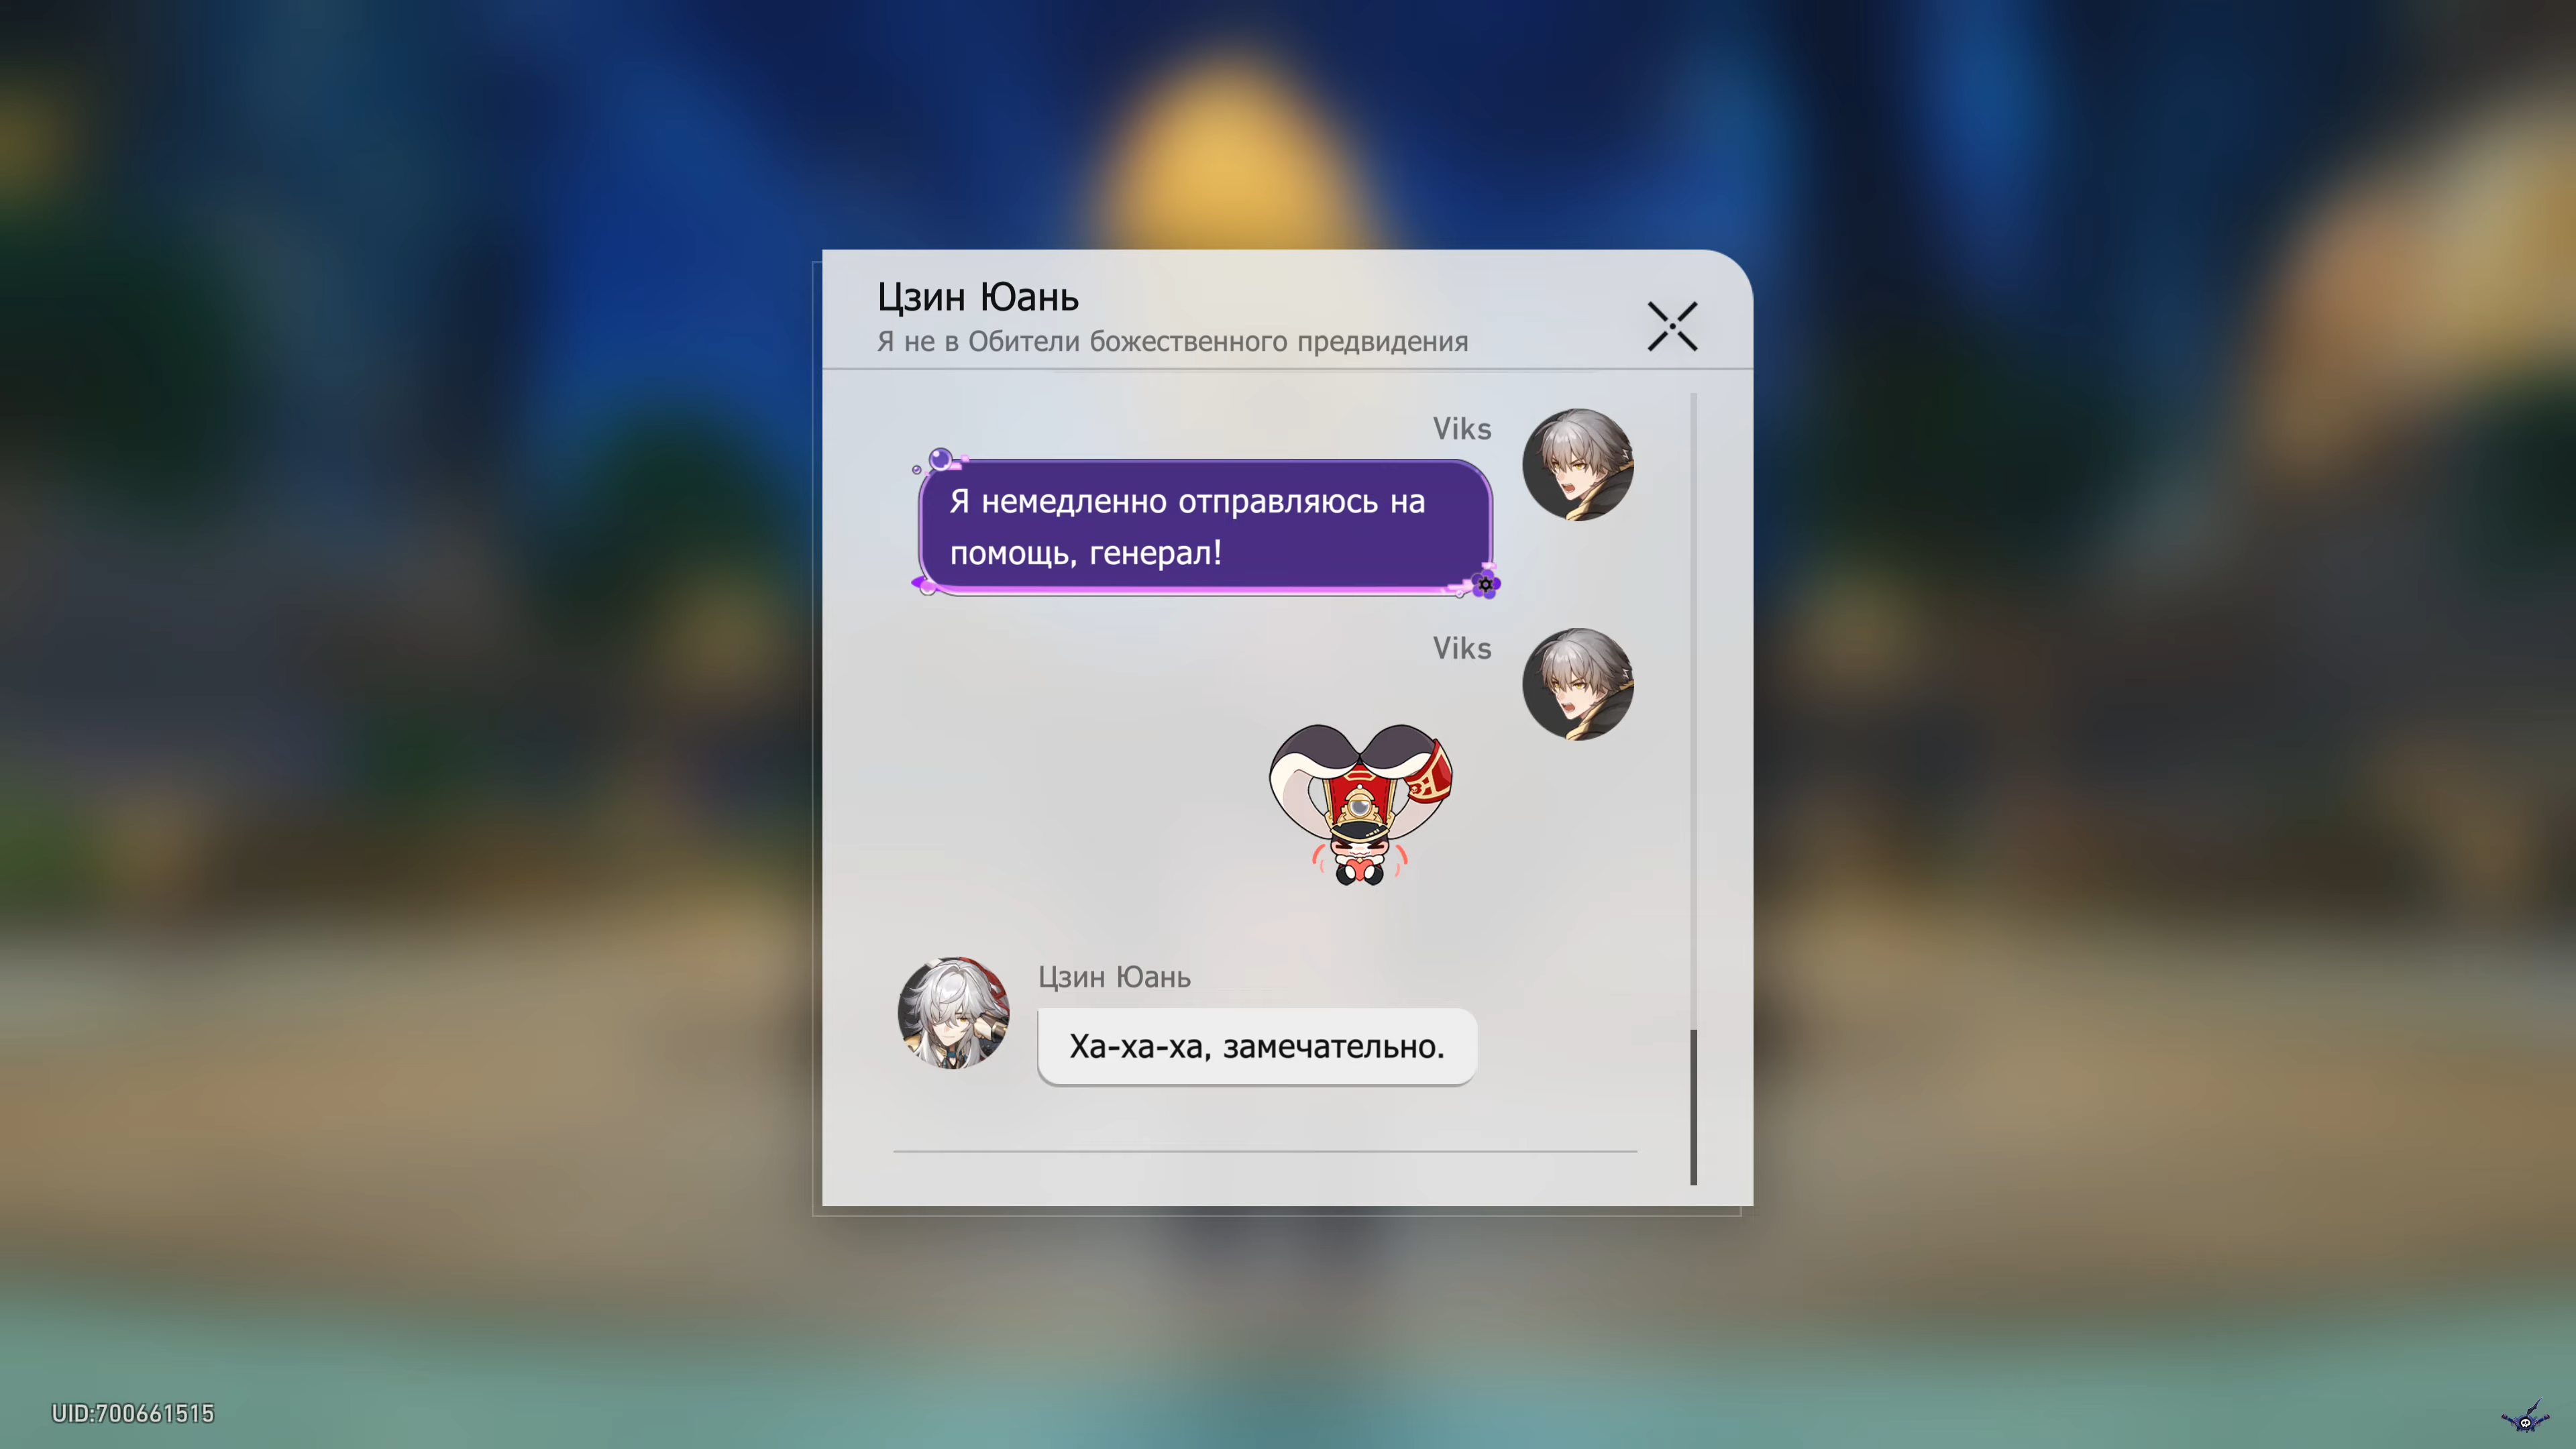 Цзин Юань
Я не в Обители божественного предвидения
Viks
Я немедленно отправляюсь на
помощь, генерал!
Viks
Цзин Юань
Ха-ха-ха, замечательно.
UID:700661515